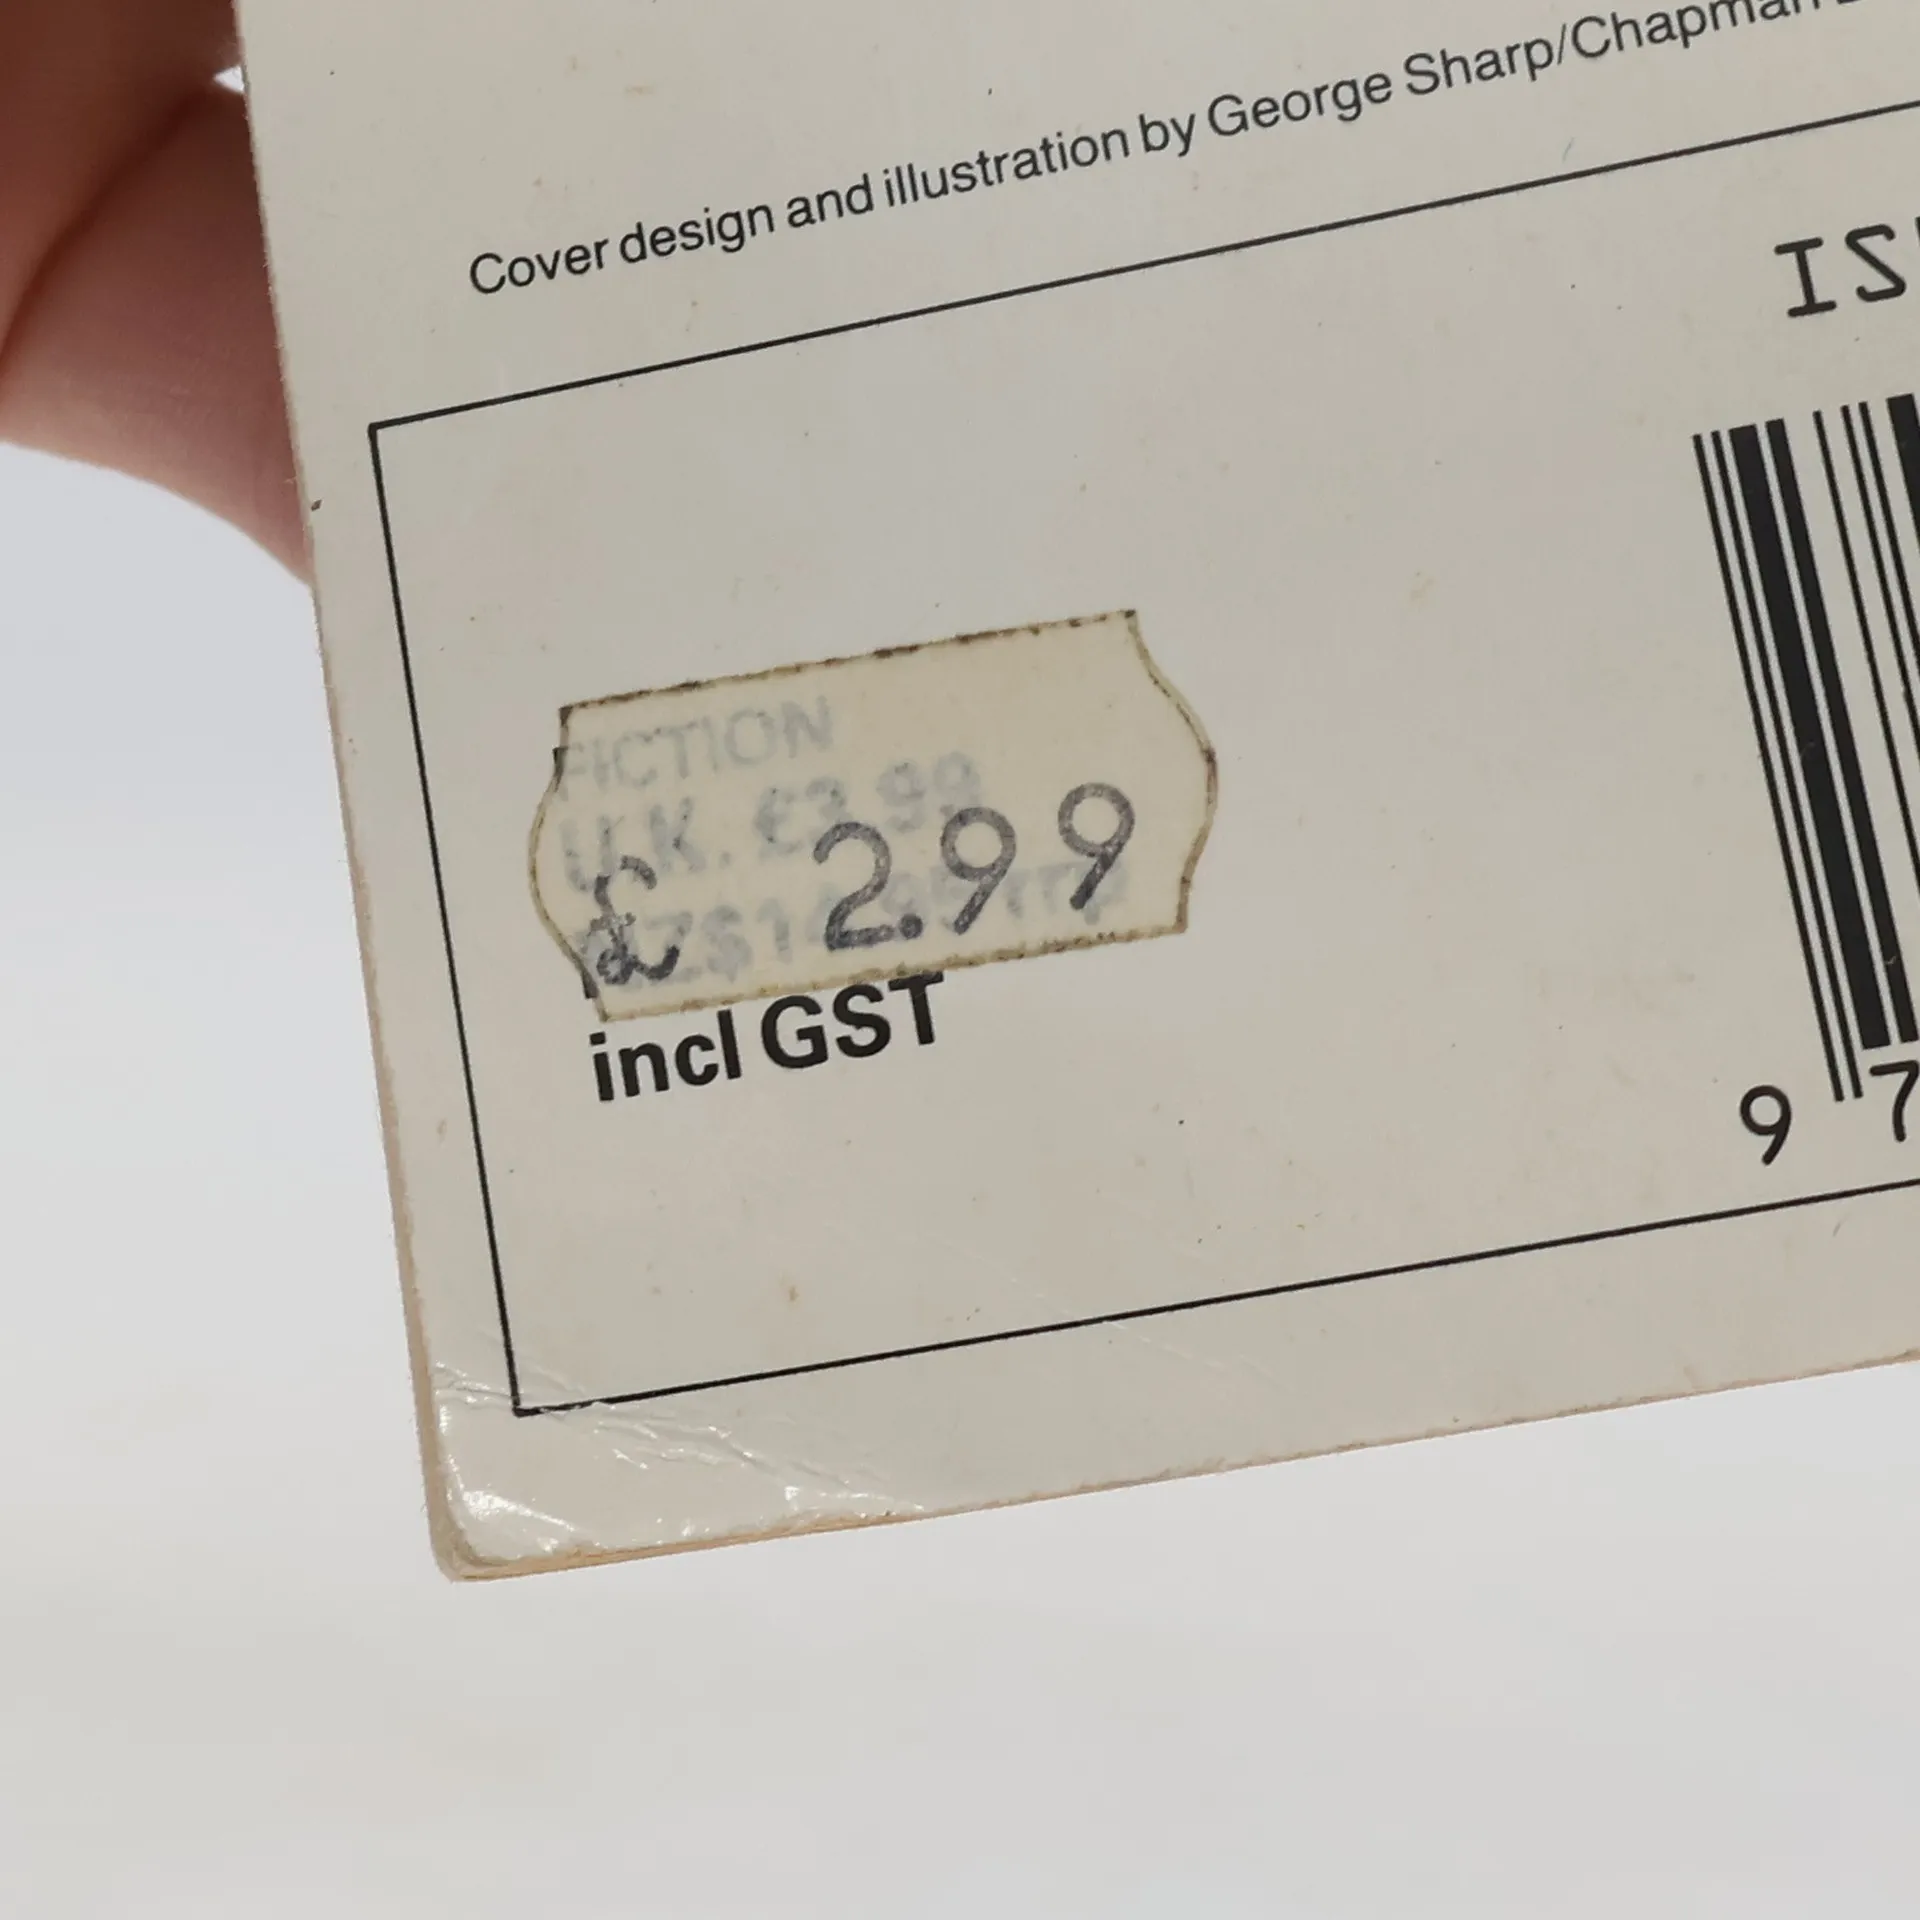 Cover design and illustration by George Sharp/Chapman
FICTION
U.K. £3.99
£ 2.99
incl GST
9 7